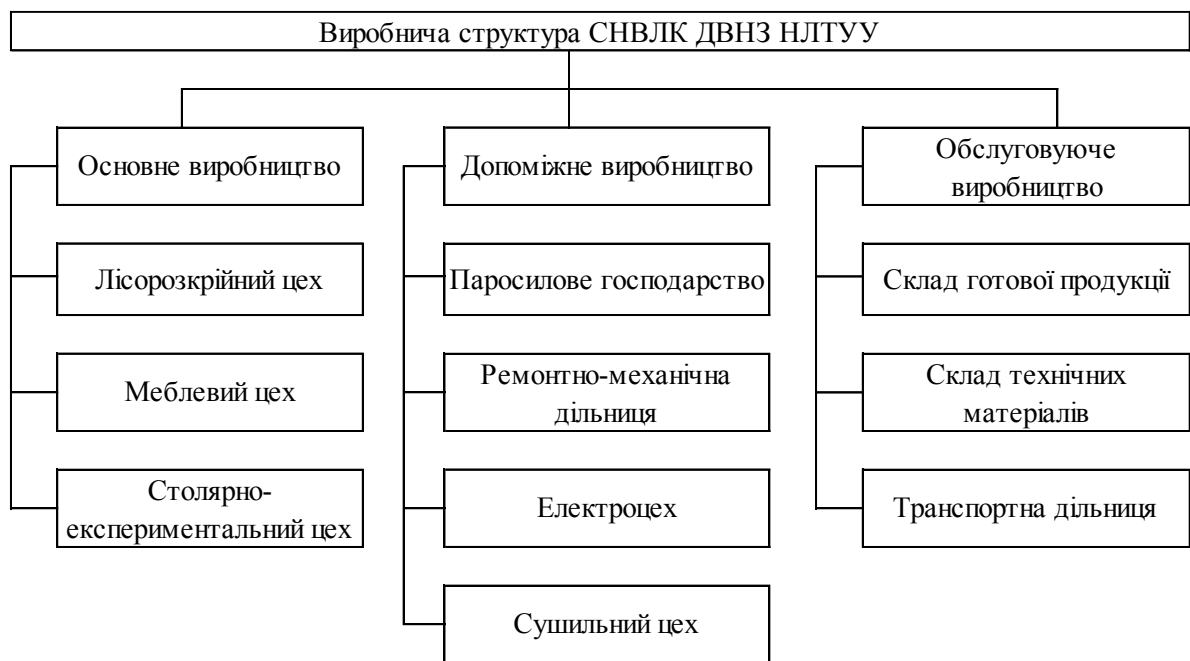 Виробнича структура СНВЛК ДВНЗ НЛТУУ
Основне виробництво
Лісорозкрійний цех
Меблевий цех
Столярно-
експериментальний цех
Допоміжне виробництво
Паросилове господарство
Ремонтно-механічна
дільниця
Електроцех
Сушильний цех
Обслуговуюче
виробництво
Склад готової продукції
Склад технічних
матеріалів
Транспортна дільниця